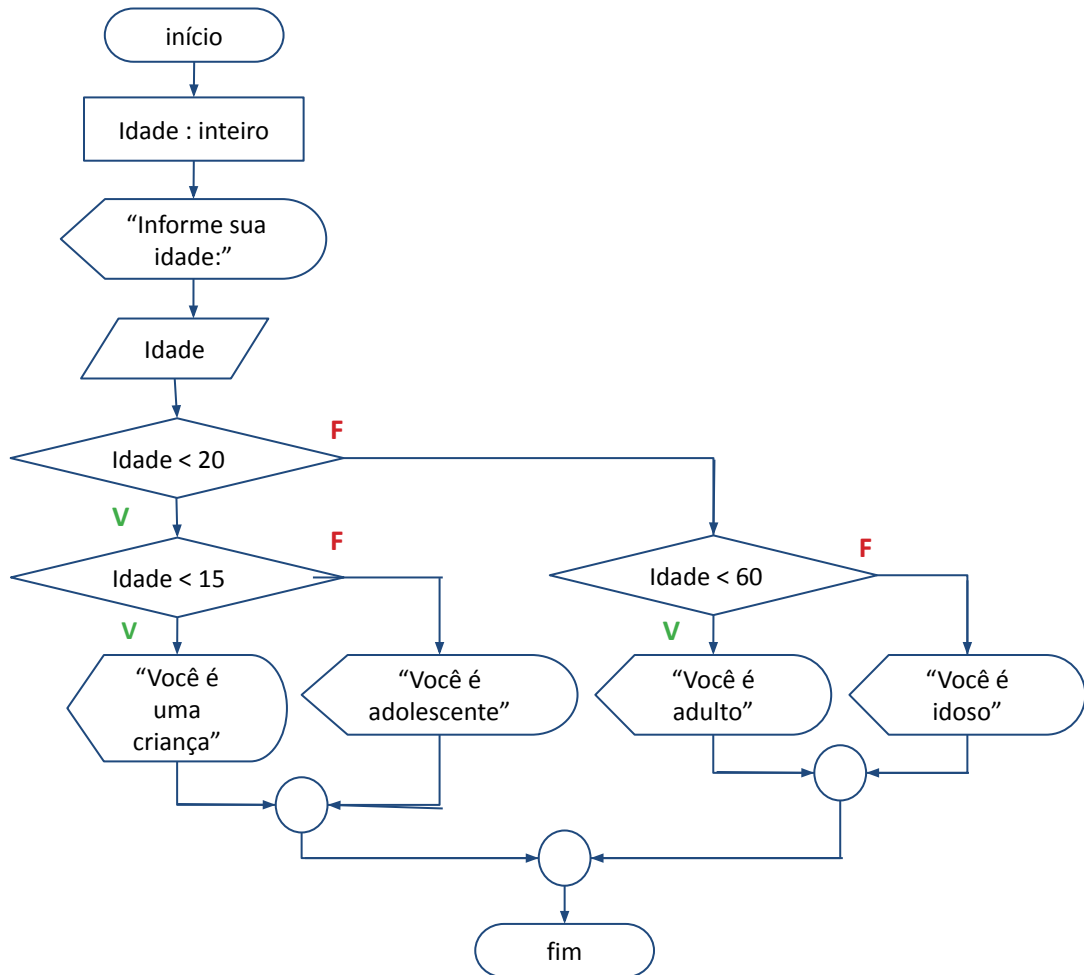 início
Idade : inteiro
“Informe sua
idade:”
Idade
Idade < 20
F
V
Idade < 15
F
V
Idade < 60
F
V
“Você é
uma
criança”
“Você é
adolescente”
“Você é
adulto”
“Você é
idoso”
fim